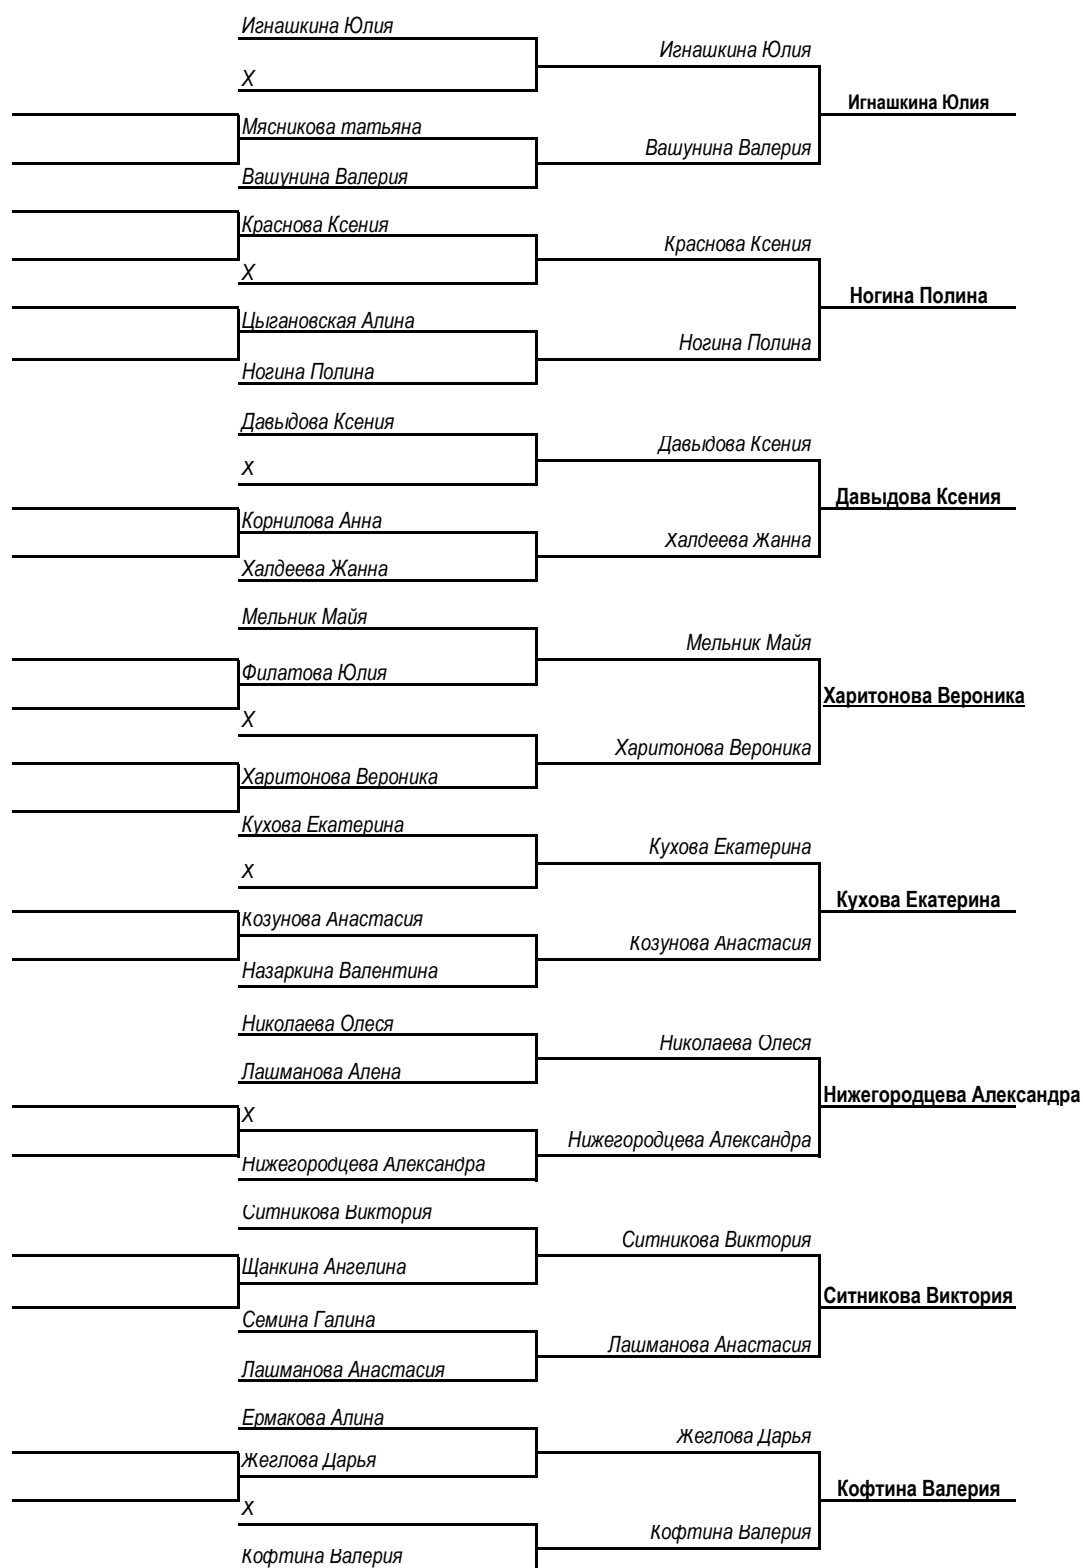 Игнашкина Юлия
Игнашкина Юлия
X
Игнашкина Юлия
Мясникова татьяна
Вашунина Валерия
Вашунина Валерия
Краснова Ксения
Краснова Ксения
X
Ногина Полина
Цыгановская Алина
Ногина Полина
Ногина Полина
Давыдова Ксения
Давыдова Ксения
X
Давыдова Ксения
Корнилова Анна
Халдеева Жанна
Халдеева Жанна
Мельник Майя
Мельник Майя
Филатова Юлия
Харитонова Вероника
X
Харитонова Вероника
Харитонова Вероника
Кухова Екатерина
Кухова Екатерина
X
Кухова Екатерина
Козунова Анастасия
Козунова Анастасия
Назаркина Валентина
Николаева Олеся
Николаева Олеся
Лашманова Алена
Нижегородцева Александра
X
Нижегородцева Александра
Нижегородцева Александра
Ситникова Виктория
Ситникова Виктория
Щанкина Ангелина
Ситникова Виктория
Семина Галина
Лашманова Анастасия
Лашманова Анастасия
Ермакова Алина
Жеглова Дарья
Жеглова Дарья
Кофтина Валерия
X
Кофтина Валерия
Кофтина Валерия